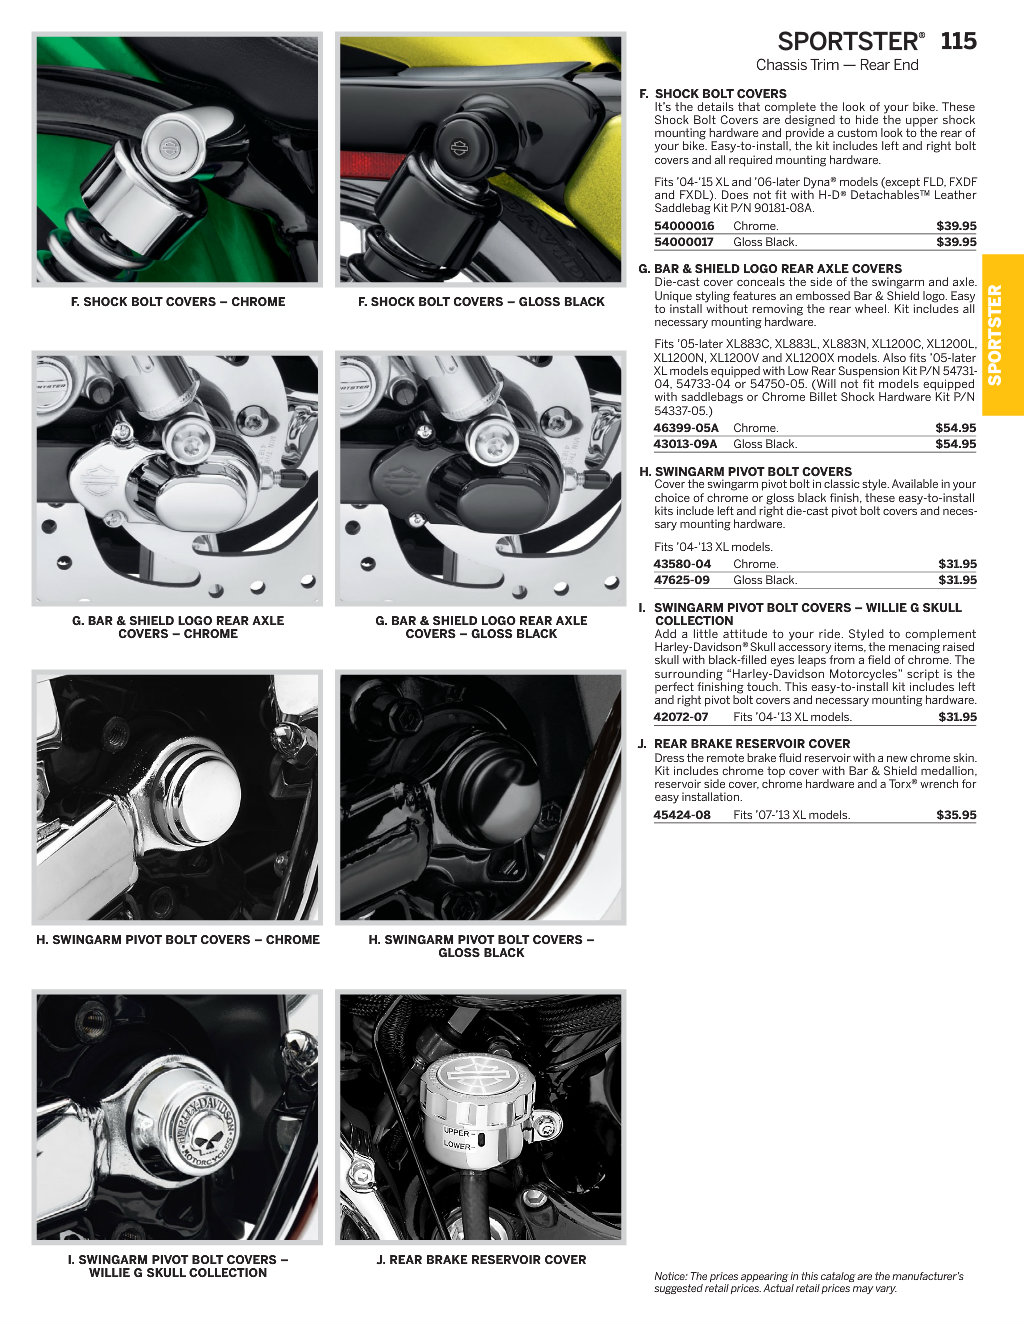 SPORTSTER® 115
Chassis Trim — Rear End
F. SHOCK BOLT COVERS – CHROME
F. SHOCK BOLT COVERS – GLOSS BLACK
G. BAR & SHIELD LOGO REAR AXLE
COVERS – CHROME
G. BAR & SHIELD LOGO REAR AXLE
COVERS – GLOSS BLACK
H. SWINGARM PIVOT BOLT COVERS – CHROME
H. SWINGARM PIVOT BOLT COVERS –
GLOSS BLACK
HARLEY-DAVIDSON
MOTORCYCLES
I. SWINGARM PIVOT BOLT COVERS –
WILLIE G SKULL COLLECTION
UPPER–
LOWER–
J. REAR BRAKE RESERVOIR COVER
F. SHOCK BOLT COVERS
It’s the details that complete the look of your bike. These
Shock Bolt Covers are designed to hide the upper shock
mounting hardware and provide a custom look to the rear of
your bike. Easy-to-install, the kit includes left and right bolt
covers and all required mounting hardware.
Fits ’04-’15 XL and ’06-later Dyna® models (except FLD, FXDF
and FXDL). Does not fit with H-D® Detachables™ Leather
Saddlebag Kit P/N 90181-08A.
54000016 Chrome. $39.95
54000017 Gloss Black. $39.95
G. BAR & SHIELD LOGO REAR AXLE COVERS
Die-cast cover conceals the side of the swingarm and axle.
Unique styling features an embossed Bar & Shield logo. Easy
to install without removing the rear wheel. Kit includes all
necessary mounting hardware.
Fits ’05-later XL883C, XL883L, XL883N, XL1200C, XL1200L,
XL1200N, XL1200V and XL1200X models. Also fits ’05-later
XL models equipped with Low Rear Suspension Kit P/N 54731-
04, 54733-04 or 54750-05. (Will not fit models equipped
with saddlebags or Chrome Billet Shock Hardware Kit P/N
54337-05.)
46399-05A Chrome. $54.95
43013-09A Gloss Black. $54.95
H. SWINGARM PIVOT BOLT COVERS
Cover the swingarm pivot bolt in classic style. Available in your
choice of chrome or gloss black finish, these easy-to-install
kits include left and right die-cast pivot bolt covers and neces-
sary mounting hardware.
Fits ’04-’13 XL models.
43580-04 Chrome. $31.95
47625-09 Gloss Black. $31.95
I. SWINGARM PIVOT BOLT COVERS – WILLIE G SKULL
COLLECTION
Add a little attitude to your ride. Styled to complement
Harley-Davidson® Skull accessory items, the menacing raised
skull with black-filled eyes leaps from a field of chrome. The
surrounding “Harley-Davidson Motorcycles” script is the
perfect finishing touch. This easy-to-install kit includes left
and right pivot bolt covers and necessary mounting hardware.
42072-07 Fits ’04-’13 XL models. $31.95
J. REAR BRAKE RESERVOIR COVER
Dress the remote brake fluid reservoir with a new chrome skin.
Kit includes chrome top cover with Bar & Shield medallion,
reservoir side cover, chrome hardware and a Torx® wrench for
easy installation.
45424-08 Fits ’07-’13 XL models. $35.95
SPORTSTER
Notice: The prices appearing in this catalog are the manufacturer’s
suggested retail prices. Actual retail prices may vary.